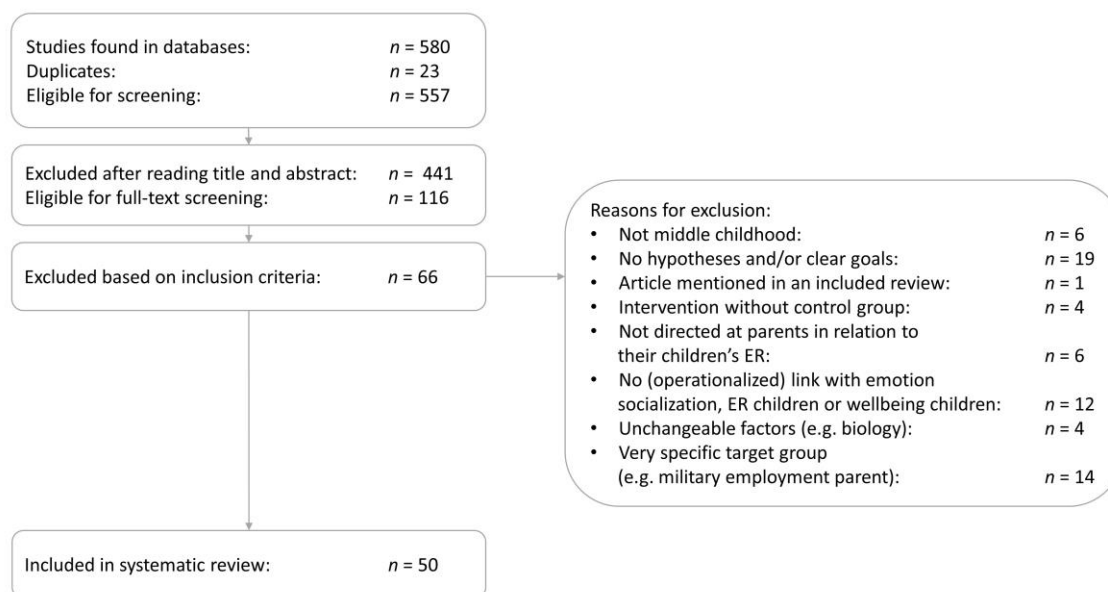 Studies found in databases: n = 580
Duplicates: n = 23
Eligible for screening: n = 557
Excluded after reading title and abstract: n = 441
Eligible for full-text screening: n = 116
Excluded based on inclusion criteria: n = 66
Reasons for exclusion:
• Not middle childhood: n = 6
• No hypotheses and/or clear goals: n = 19
• Article mentioned in an included review: n = 1
• Intervention without control group: n = 4
• Not directed at parents in relation to
their children’s ER: n = 6
• No (operationalized) link with emotion
socialization, ER children or wellbeing children: n = 12
• Unchangeable factors (e.g. biology): n = 4
• Very specific target group
(e.g. military employment parent): n = 14
Included in systematic review: n = 50